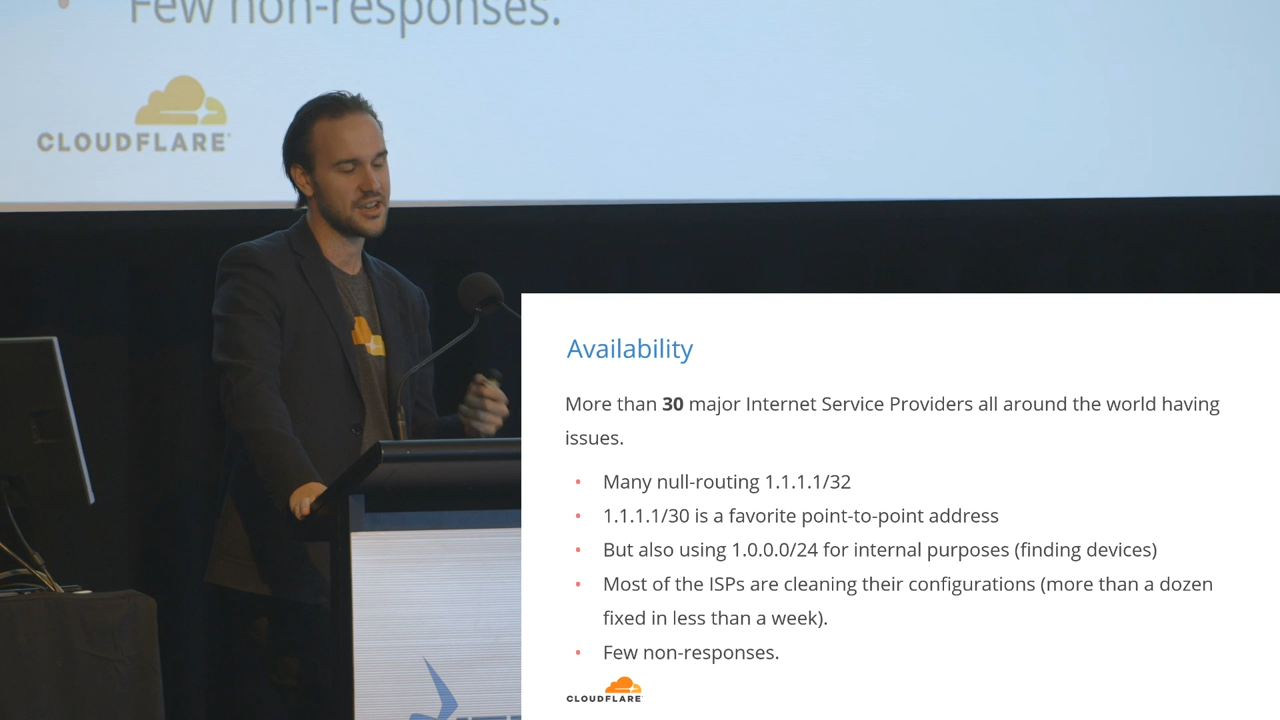 Few non-responses.
CLOUDFLARE
Availability
More than 30 major Internet Service Providers all around the world having
issues.
• Many null-routing 1.1.1.1/32
• 1.1.1.1/30 is a favorite point-to-point address
• But also using 1.0.0.0/24 for internal purposes (finding devices)
• Most of the ISPs are cleaning their configurations (more than a dozen
fixed in less than a week).
• Few non-responses.
CLOUDFLARE